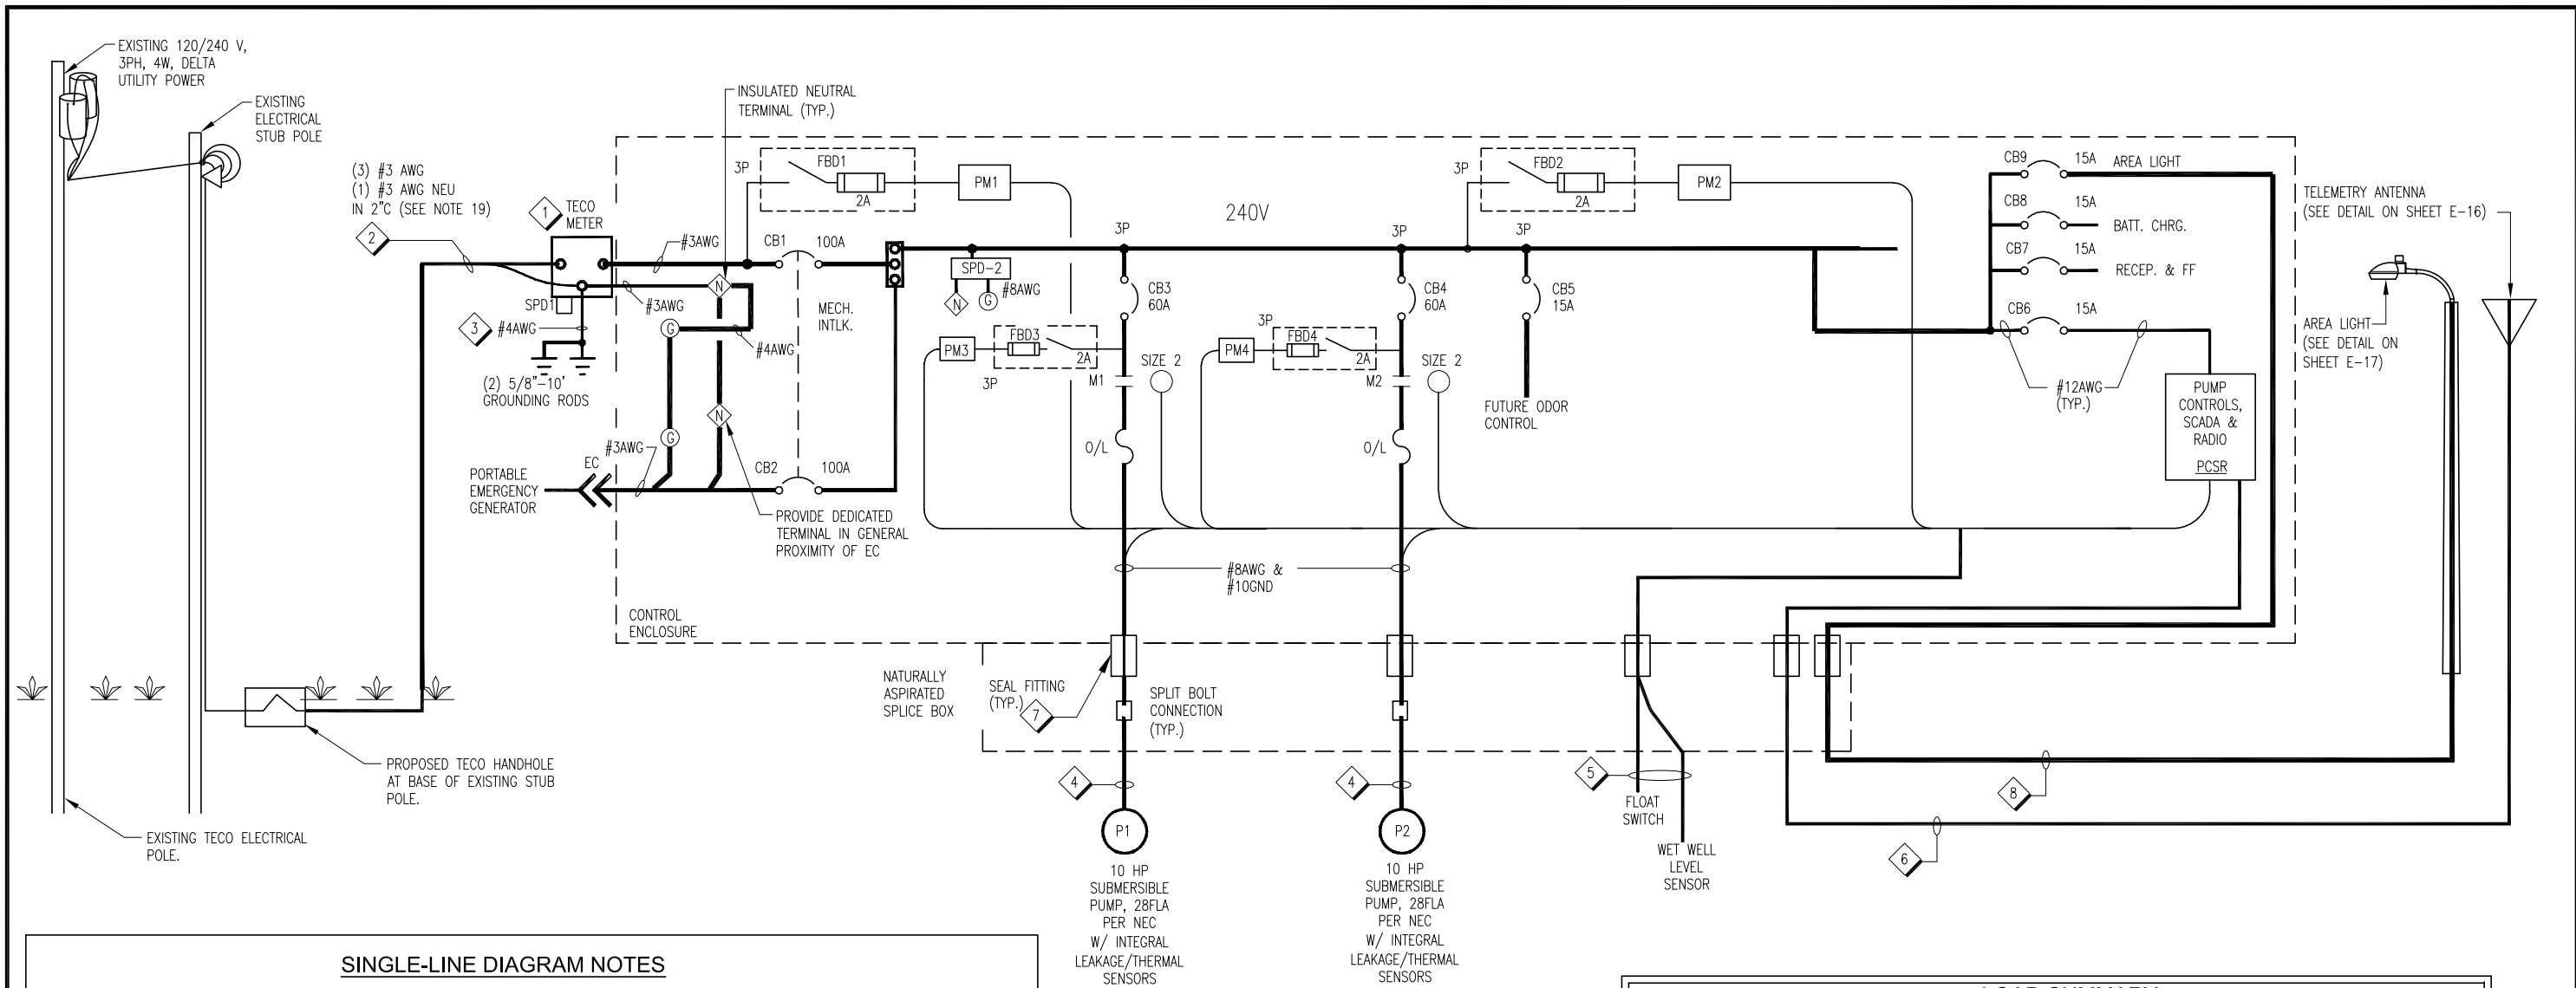 EXISTING 120/240 V,
3PH, 4W, DELTA
UTILITY POWER
EXISTING
ELECTRICAL
STUB POLE
(3) #3 AWG
(1) #3 AWG NEU
IN 2"C (SEE NOTE 19)
2
1
TECO
METER
SPD1
3
#4AWG
(2) 5/8"-10'
GROUNDING RODS
INSULATED NEUTRAL
TERMINAL (TYP.)
#3AWG
#3AWG
N
G
#4AWG
G
N
#3AWG
EC
PORTABLE
EMERGENCY
GENERATOR
CB1
100A
MECH.
INTLK.
CB2
100A
PROVIDE DEDICATED
TERMINAL IN GENERAL
PROXIMITY OF EC
3P
FBD1
2A
PM1
240V
SPD-2
N
G
#8AWG
3P
CB3
60A
PM3
FBD3
2A
3P
M1
SIZE 2
O/L
3P
CB4
60A
3P
PM4
FBD4
2A
M2
SIZE 2
O/L
3P
FBD2
2A
PM2
3P
CB5
15A
FUTURE ODOR
CONTROL
CB9
15A
AREA LIGHT
CB8
15A
BATT. CHRG.
CB7
15A
RECEP. & FF
CB6
15A
#12AWG
(TYP.)
PUMP
CONTROLS,
SCADA &
RADIO
PCSR
TELEMETRY ANTENNA
(SEE DETAIL ON SHEET E-16)
AREA LIGHT
(SEE DETAIL ON
SHEET E-17)
#8AWG &
#10GND
CONTROL
ENCLOSURE
NATURALLY
ASPIRATED
SPLICE BOX
SEAL FITTING
(TYP.)
7
SPLIT BOLT
CONNECTION
(TYP.)
PROPOSED TECO HANDHOLE
AT BASE OF EXISTING STUB
POLE.
EXISTING TECO ELECTRICAL
POLE.
4
P1
10 HP
SUBMERSIBLE
PUMP, 28FLA
PER NEC
W/ INTEGRAL
LEAKAGE/THERMAL
SENSORS
4
P2
10 HP
SUBMERSIBLE
PUMP, 28FLA
PER NEC
W/ INTEGRAL
LEAKAGE/THERMAL
SENSORS
5
FLOAT
SWITCH
WET WELL
LEVEL
SENSOR
8
6
SINGLE-LINE DIAGRAM NOTES
LOAD SUMMARY